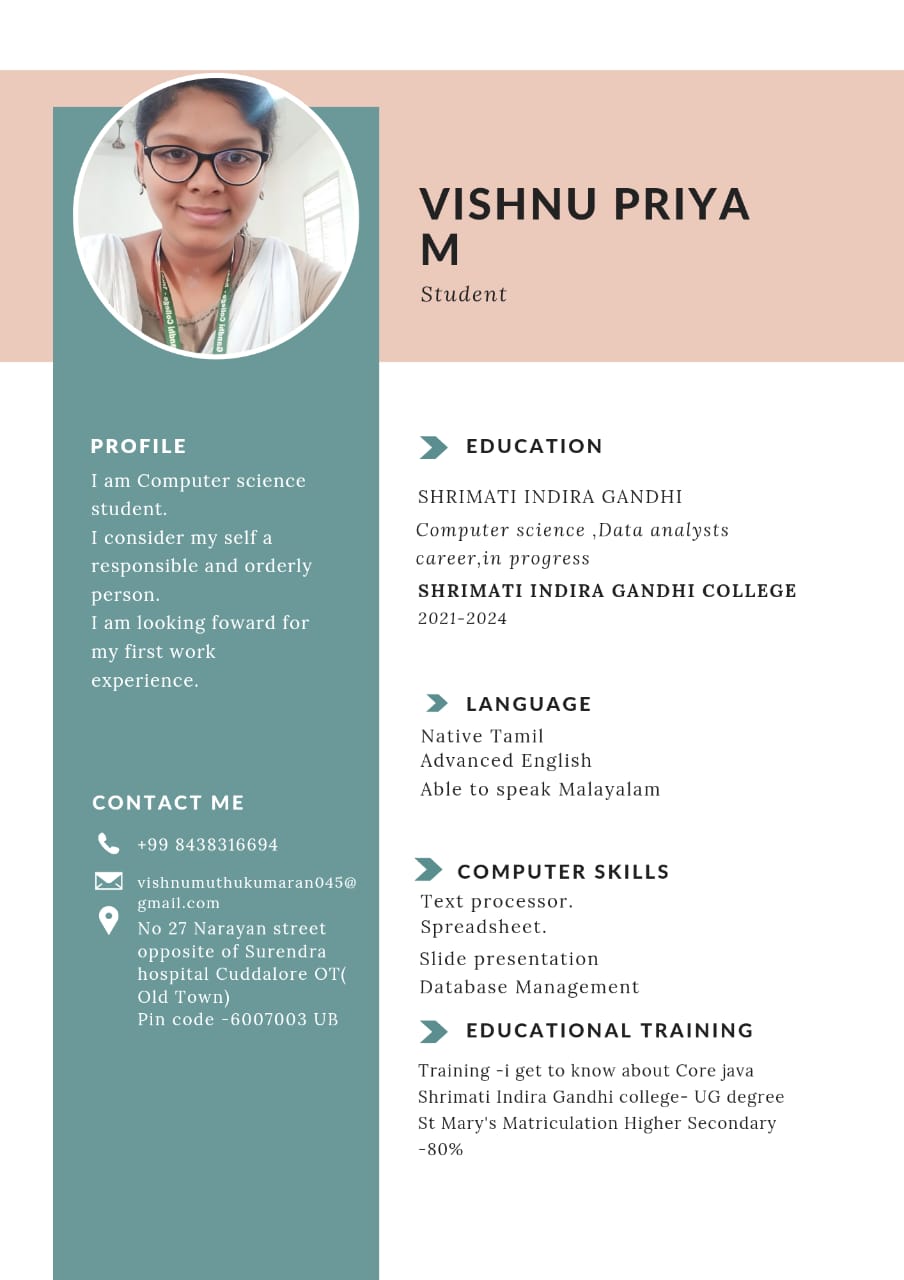 VISHNU PRIYA
M
Student
PROFILE
I am Computer science
student.
I consider my self a
responsible and orderly
person.
I am looking foward for
my first work
experience.
CONTACT ME
+99 8438316694
vishnumuthukumaran045@
gmail.com
No 27 Narayan street
opposite of Surendra
hospital Cuddalore OT(
Old Town)
Pin code -6007003 UB
EDUCATION
SHRIMATI INDIRA GANDHI
Computer science ,Data analysts
career,in progress
SHRIMATI INDIRA GANDHI COLLEGE
2021-2024
LANGUAGE
Native Tamil
Advanced English
Able to speak Malayalam
COMPUTER SKILLS
Text processor.
Spreadsheet.
Slide presentation
Database Management
EDUCATIONAL TRAINING
Training -i get to know about Core java
Shrimati Indira Gandhi college- UG degree
St Mary's Matriculation Higher Secondary
-80%